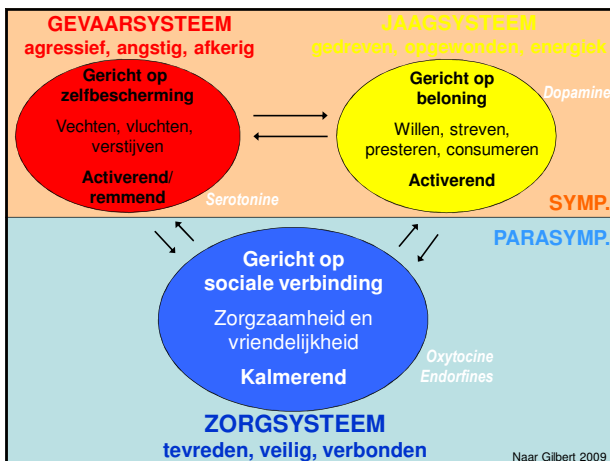 GEVAARSYSTEEM
agressief, angstig, afkerig
Gericht op
zelfbescherming
Vechten, vluchten,
verstijven
Activerend/
remmend
Serotonine
JAAGSYSTEEM
gedreven, opgewonden, energiek
Gericht op
beloning
Willen, streven,
presteren, consumeren
Activerend
Dopamine
SYMP.
PARASYMP.
Gericht op
sociale verbinding
Zorgzaamheid en
vriendelijkheid
Kalmerend
Oxytocine
Endorfines
ZORGSYSTEEM
tevreden, veilig, verbonden
Naar Gilbert 2009